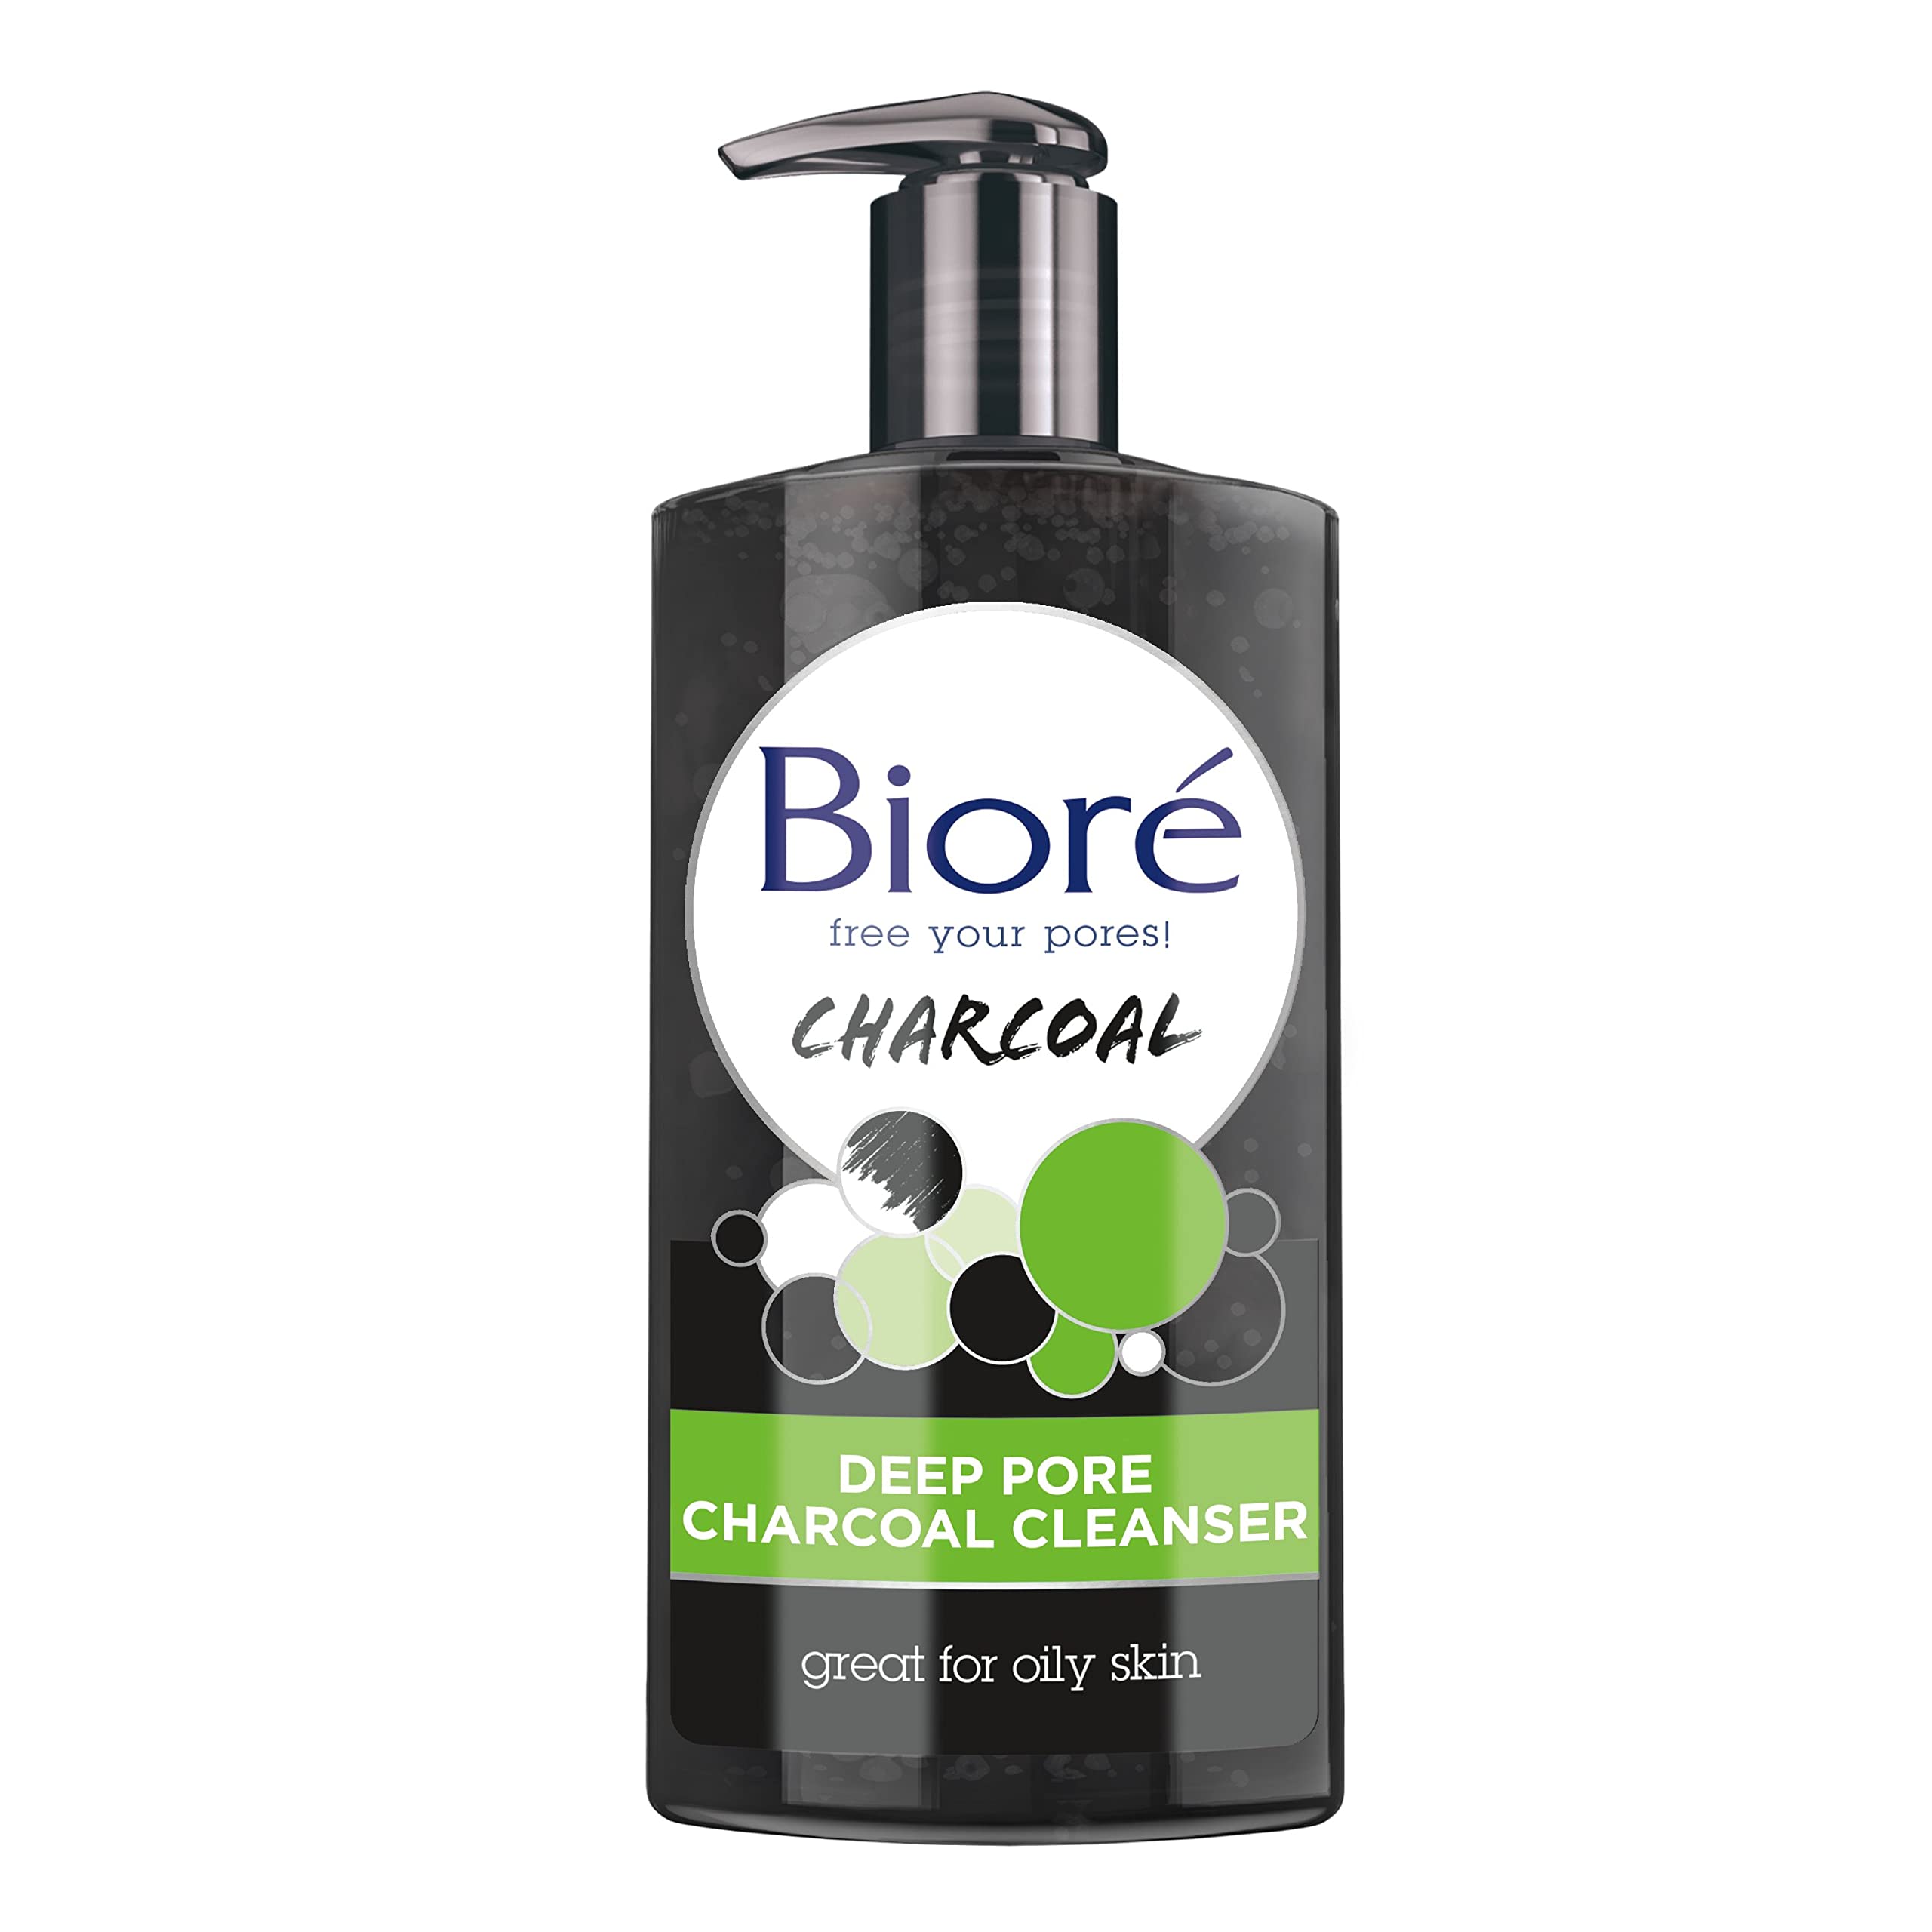 Bioré
free your pores!
CHARCOAL
DEEP PORE
CHARCOAL CLEANSER
great for oily skin